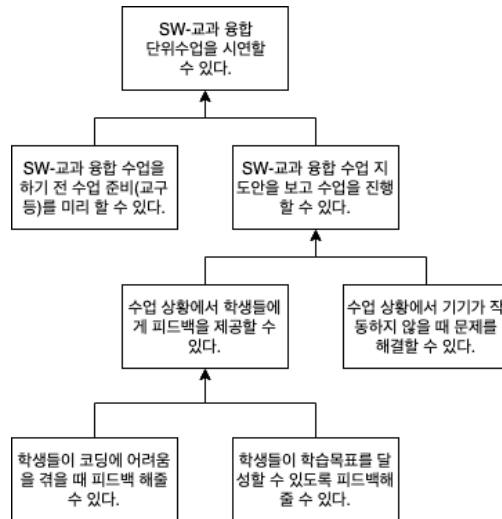 SW-교과 융합
단위수업을 시연할
수 있다.
SW-교과 융합 수업을
하기 전 수업 준비(교구
등)를 미리 할 수 있다.
SW-교과 융합 수업 지
도안을 보고 수업을 진행
할 수 있다.
수업 상황에서 학생들에
게 피드백을 제공할 수
있다.
수업 상황에서 기기가 작
동하지 않을 때 문제를
해결할 수 있다.
학생들이 코딩에 어려움
을 겪을 때 피드백 해줄
수 있다.
학생들이 학습목표를 달
성할 수 있도록 피드백해
줄 수 있다.